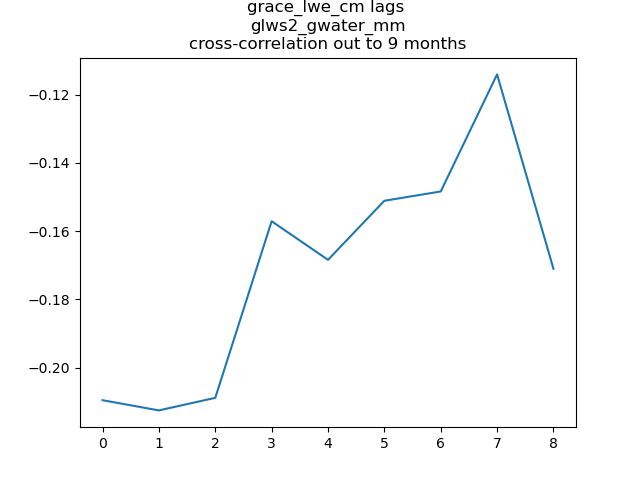 grace_lwe_cm lags
glws2_gwater_mm
cross-correlation out to 9 months
−0.12
−0.14
−0.16
−0.18
−0.20
0 1 2 3 4 5 6 7 8